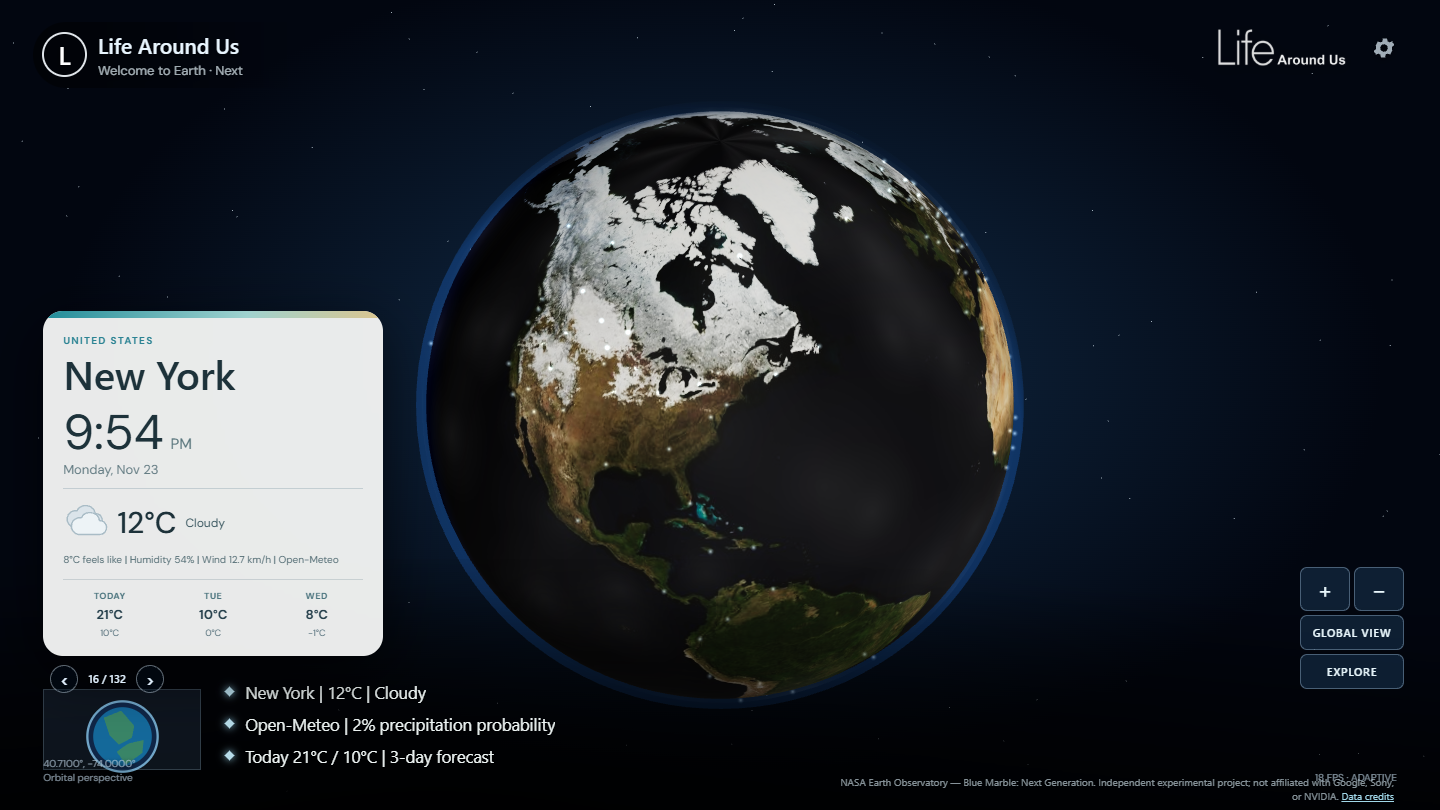 L
Life Around Us
Welcome to Earth · Next
Life Around Us
UNITED STATES
New York
9:54 PM
Monday, Nov 23
12°C Cloudy
8°C feels like | Humidity 54% | Wind 12.7 km/h | Open-Meteo
TODAY TUE WED
21°C 10°C 8°C
10°C 0°C -1°C
+ −
GLOBAL VIEW
EXPLORE
‹ 16 / 132 ›
New York | 12°C | Cloudy
Open-Meteo | 2% precipitation probability
Today 21°C / 10°C | 3-day forecast
40.7100°, -74.0000°
Orbital perspective
18 FPS · ADAPTIVE
NASA Earth Observatory — Blue Marble: Next Generation. Independent experimental project; not affiliated with Google, Sony,
or NVIDIA. Data credits